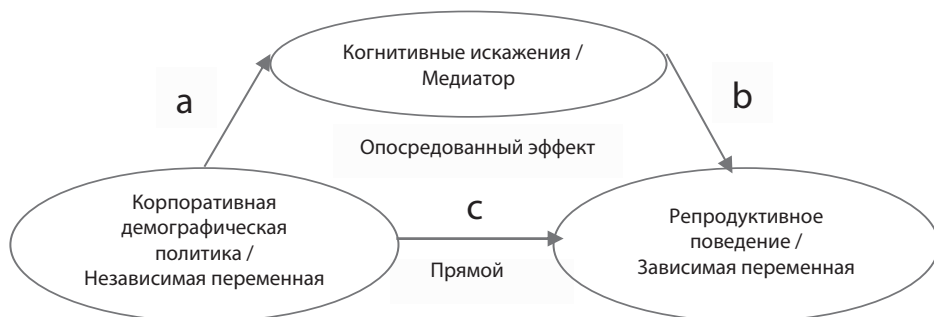 Когнитивные искажения /
Медиатор
a
b
Опосредованный эффект
Корпоративная
демографическая
политика /
Независимая переменная
c
Прямой
Репродуктивное
поведение /
Зависимая переменная